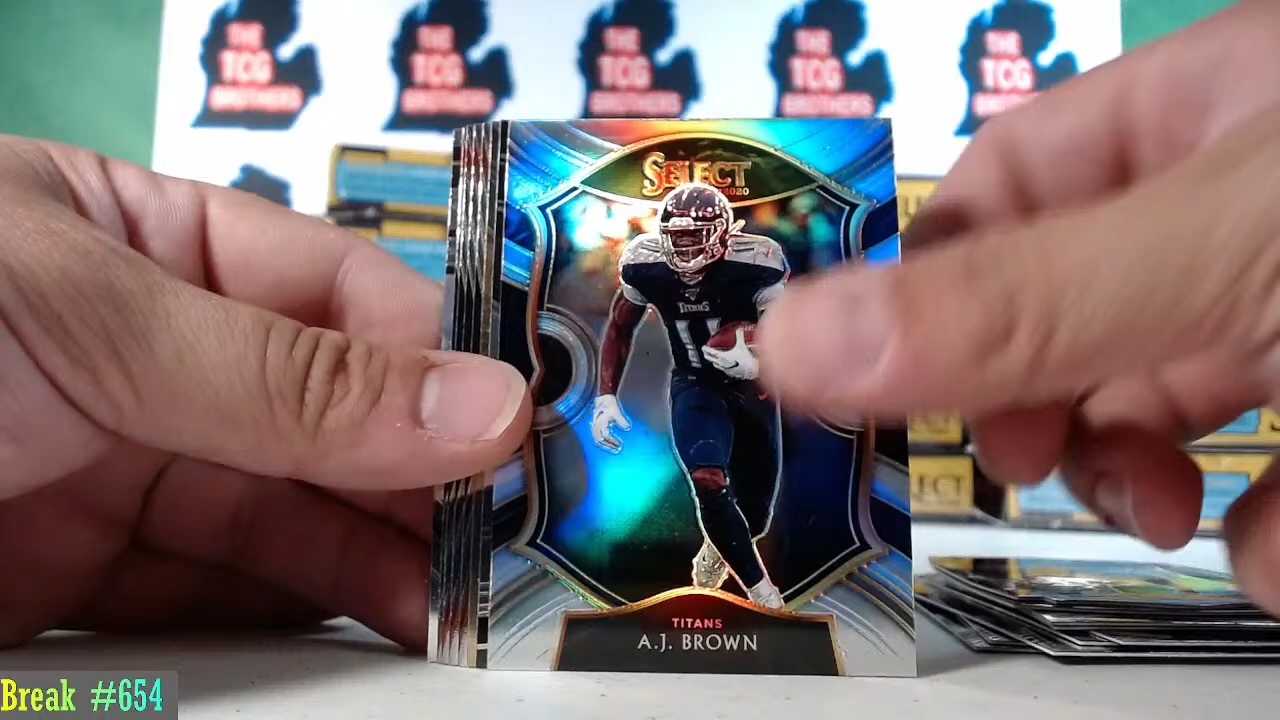 THE
TCG
BROTHERS
THE
TCG
BROTHERS
THE
TCG
BROTHERS
THE
TCG
BROTHERS
THE
TCG
BROTHERS
SELECT
2020
TITANS
11
TITANS
A.J. BROWN
Break #654